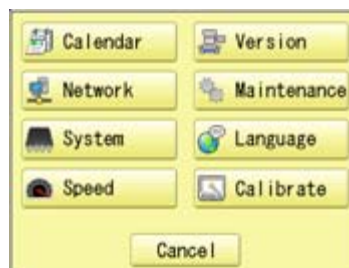 Calendar Version
Network Maintenance
System Language
Speed Calibrate
Cancel